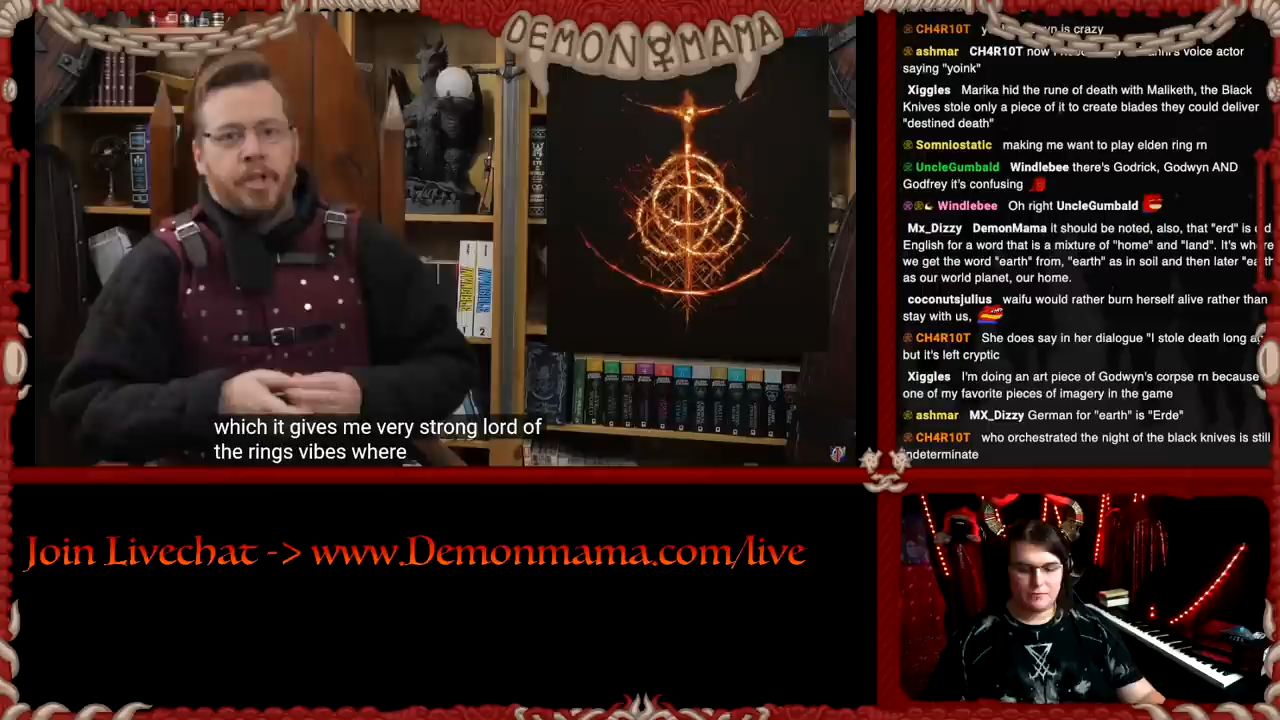 DEMON MAMA
which it gives me very strong lord of
the rings vibes where
CH4R10T is crazy
ashmar CH4R10T now voice actor
saying "yoink"
Xiggles Marika hid the rune of death with Maliketh, the Black
Knives stole only a piece of it to create blades they could deliver
"destined death"
Somniostatic making me want to play elden ring rn
UncleGumbald Windlebee there's Godrick, Godwyn AND
Godfrey it's confusing
Windlebee Oh right UncleGumbald
Mx_Dizzy DemonMama it should be noted, also, that "erd" is
English for a word that is a mixture of "home" and "land". It's where
we get the word "earth" from, "earth" as in soil and then later "earth
as our world planet, our home.
coconutsjulius waifu would rather burn herself alive rather than
stay with us,
CH4R10T She does say in her dialogue "I stole death long
but it's left cryptic
Xiggles I'm doing an art piece of Godwyn's corpse rn because
one of my favorite pieces of imagery in the game
ashmar MX_Dizzy German for "earth" is "Erde"
CH4R10T who orchestrated the night of the black knives is still
indeterminate
Join Livechat -> www.Demonmama.com/live